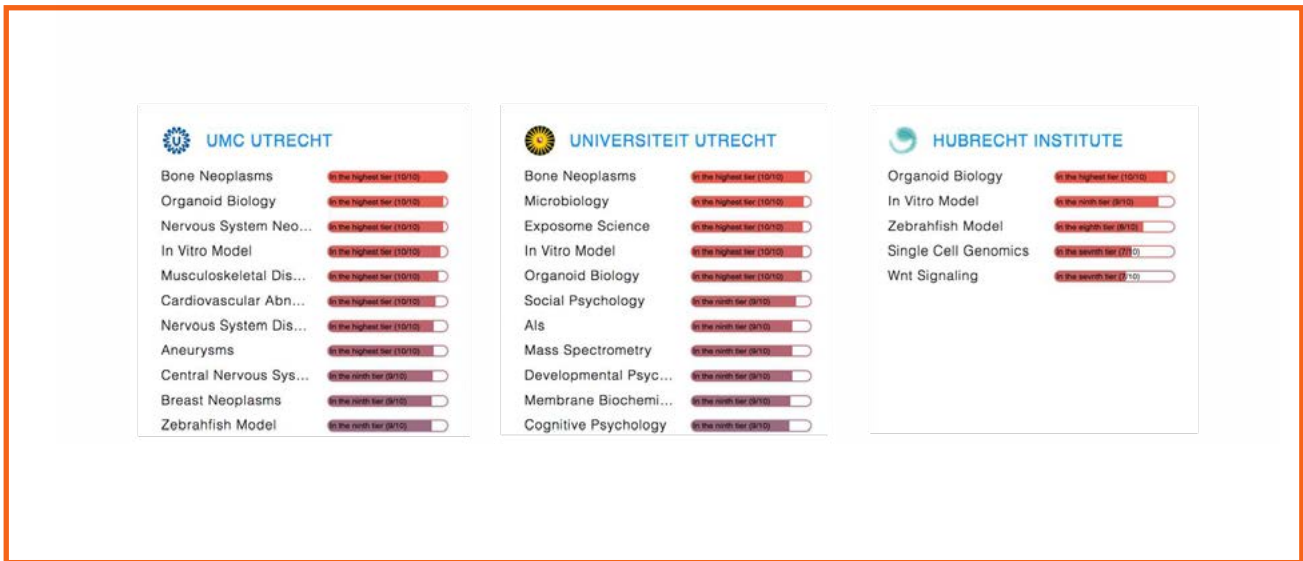 UMC UTRECHT
Bone Neoplasms In the highest tier (10/10)
Organoid Biology In the highest tier (10/10)
Nervous System Neo... In the highest tier (10/10)
In Vitro Model In the highest tier (10/10)
Musculoskeletal Dis... In the highest tier (10/10)
Cardiovascular Abn... In the highest tier (10/10)
Nervous System Dis... In the highest tier (10/10)
Aneurysms In the highest tier (10/10)
Central Nervous Sys... In the ninth tier (9/10)
Breast Neoplasms In the ninth tier (9/10)
Zebrahfish Model In the ninth tier (9/10)
UNIVERSITEIT UTRECHT
Bone Neoplasms In the highest tier (10/10)
Microbiology In the highest tier (10/10)
Exposome Science In the highest tier (10/10)
In Vitro Model In the highest tier (10/10)
Organoid Biology In the highest tier (10/10)
Social Psychology In the ninth tier (9/10)
Als In the ninth tier (9/10)
Mass Spectrometry In the ninth tier (9/10)
Developmental Psyc... In the ninth tier (9/10)
Membrane Biochemi... In the ninth tier (9/10)
Cognitive Psychology In the ninth tier (9/10)
HUBRECHT INSTITUTE
Organoid Biology In the highest tier (10/10)
In Vitro Model In the ninth tier (9/10)
Zebrahfish Model In the eighth tier (8/10)
Single Cell Genomics In the sevnth tier (7/10)
Wnt Signaling In the sevnth tier (7/10)